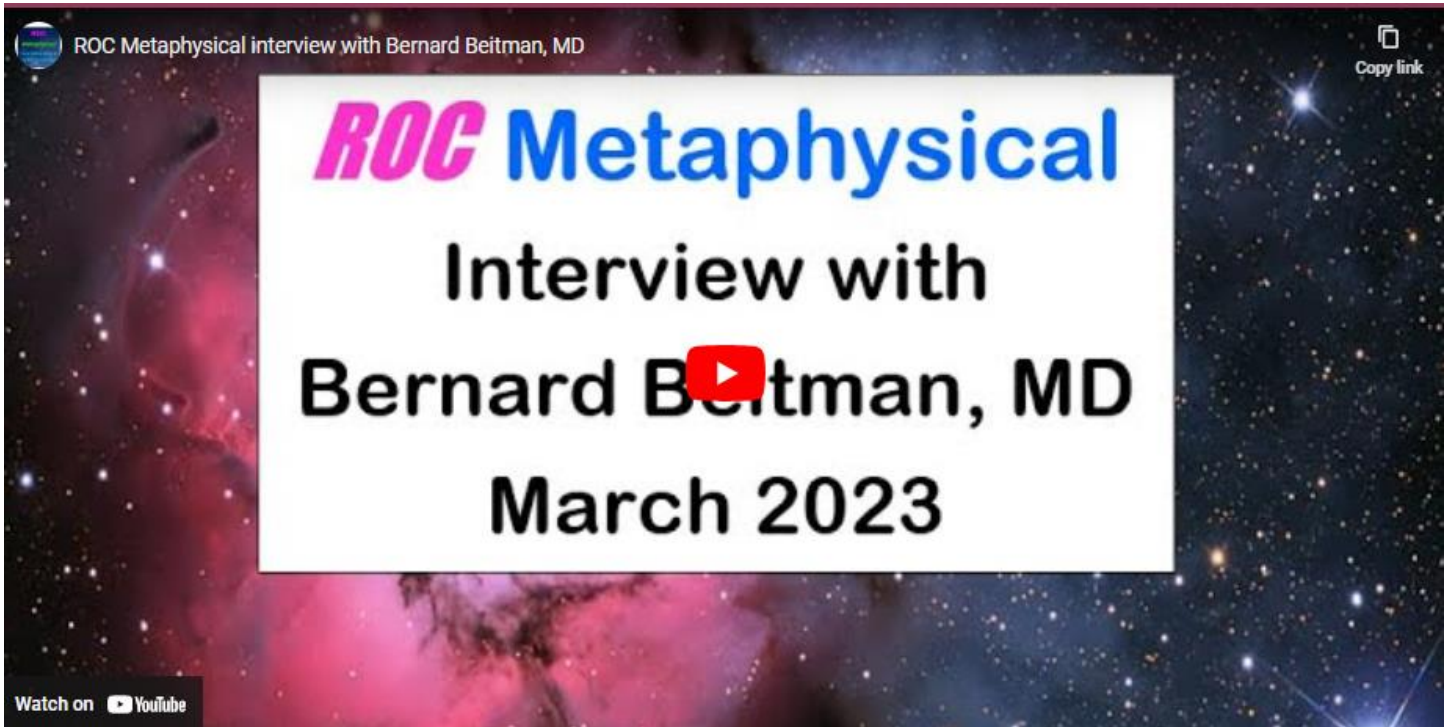 ROC Metaphysical interview with Bernard Beitman, MD
Copy link
ROC Metaphysical
Interview with
Bernard Beitman, MD
March 2023
Watch on YouTube